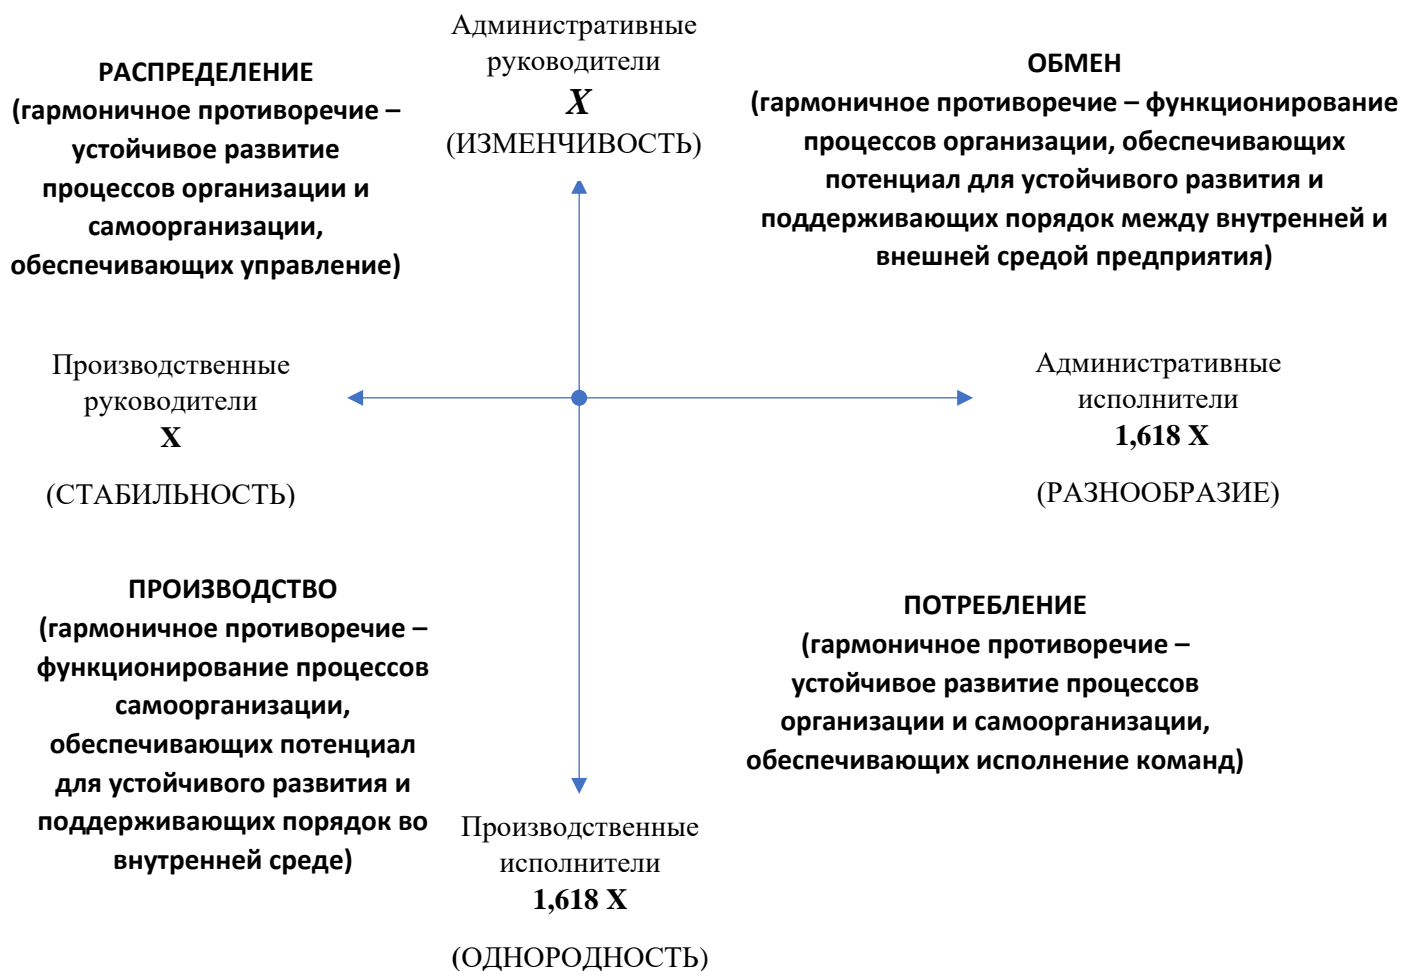 Административные
руководители
X
(ИЗМЕНЧИВОСТЬ)
РАСПРЕДЕЛЕНИЕ
(гармоничное противоречие –
устойчивое развитие
процессов организации и
самоорганизации,
обеспечивающих управление)
ОБМЕН
(гармоничное противоречие – функционирование
процессов организации, обеспечивающих
потенциал для устойчивого развития и
поддерживающих порядок между внутренней и
внешней средой предприятия)
Производственные
руководители
X
(СТАБИЛЬНОСТЬ)
Административные
исполнители
1,618 X
(РАЗНООБРАЗИЕ)
ПРОИЗВОДСТВО
(гармоничное противоречие –
функционирование процессов
самоорганизации,
обеспечивающих потенциал
для устойчивого развития и
поддерживающих порядок во
внутренней среде)
ПОТРЕБЛЕНИЕ
(гармоничное противоречие –
устойчивое развитие процессов
организации и самоорганизации,
обеспечивающих исполнение команд)
Производственные
исполнители
1,618 X
(ОДНОРОДНОСТЬ)